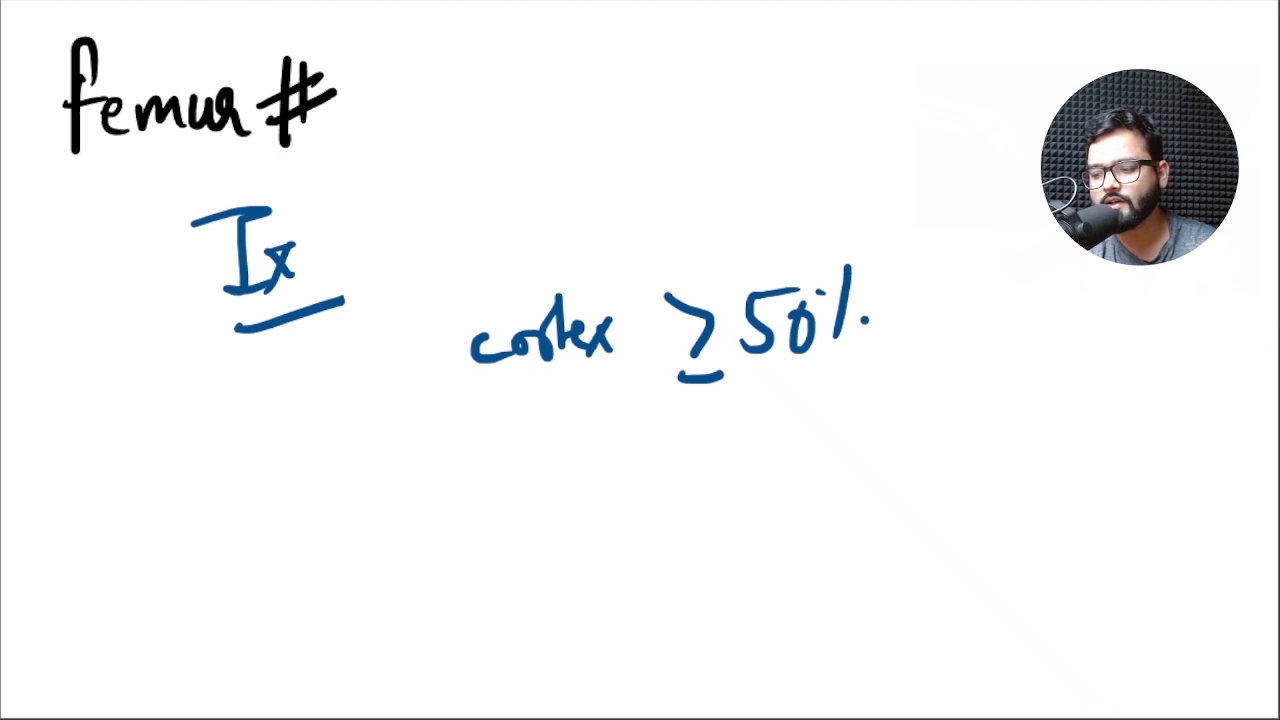 femur #
Ix
cortex ≥ 50%